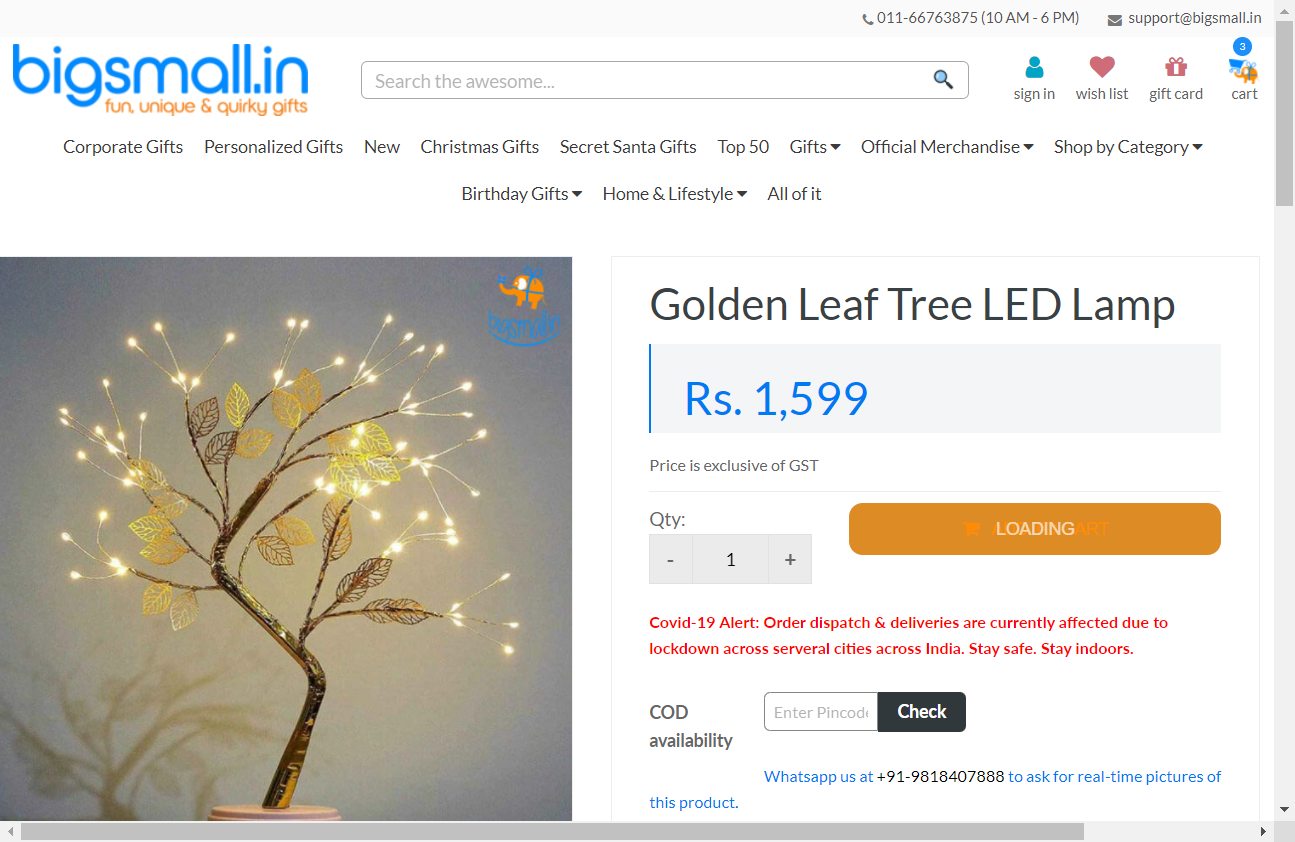 011-66763875 (10 AM - 6 PM) support@bigsmall.in
bigsmall.in
fun, unique & quirky gifts
Search the awesome...
3
sign in wish list gift card cart
Corporate Gifts Personalized Gifts New Christmas Gifts Secret Santa Gifts Top 50 Gifts Official Merchandise Shop by Category
Birthday Gifts Home & Lifestyle All of it
bigsmall.in
Golden Leaf Tree LED Lamp
Rs. 1,599
Price is exclusive of GST
Qty:
LOADING
- 1 +
Covid-19 Alert: Order dispatch & deliveries are currently affected due to
lockdown across serveral cities across India. Stay safe. Stay indoors.
COD
availability
Enter Pincode Check
Whatsapp us at +91-9818407888 to ask for real-time pictures of
this product.